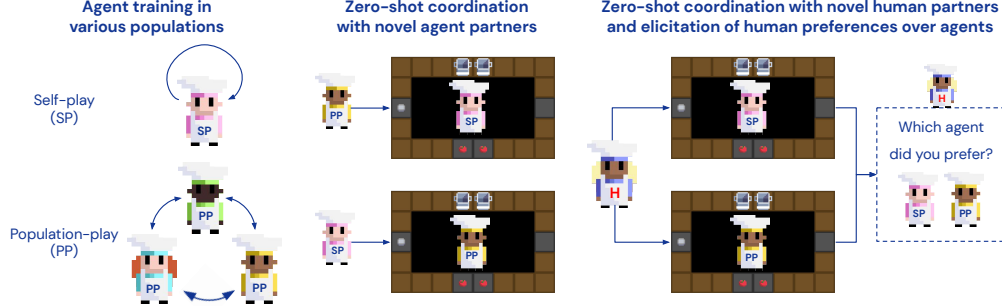 Agent training in
various populations
Zero-shot coordination
with novel agent partners
Zero-shot coordination with novel human partners
and elicitation of human preferences over agents
Self-play
(SP)
SP
PP
SP
SP
H
Which agent
did you prefer?
SP
PP
Population-play
(PP)
PP
PP
PP
SP
PP
PP